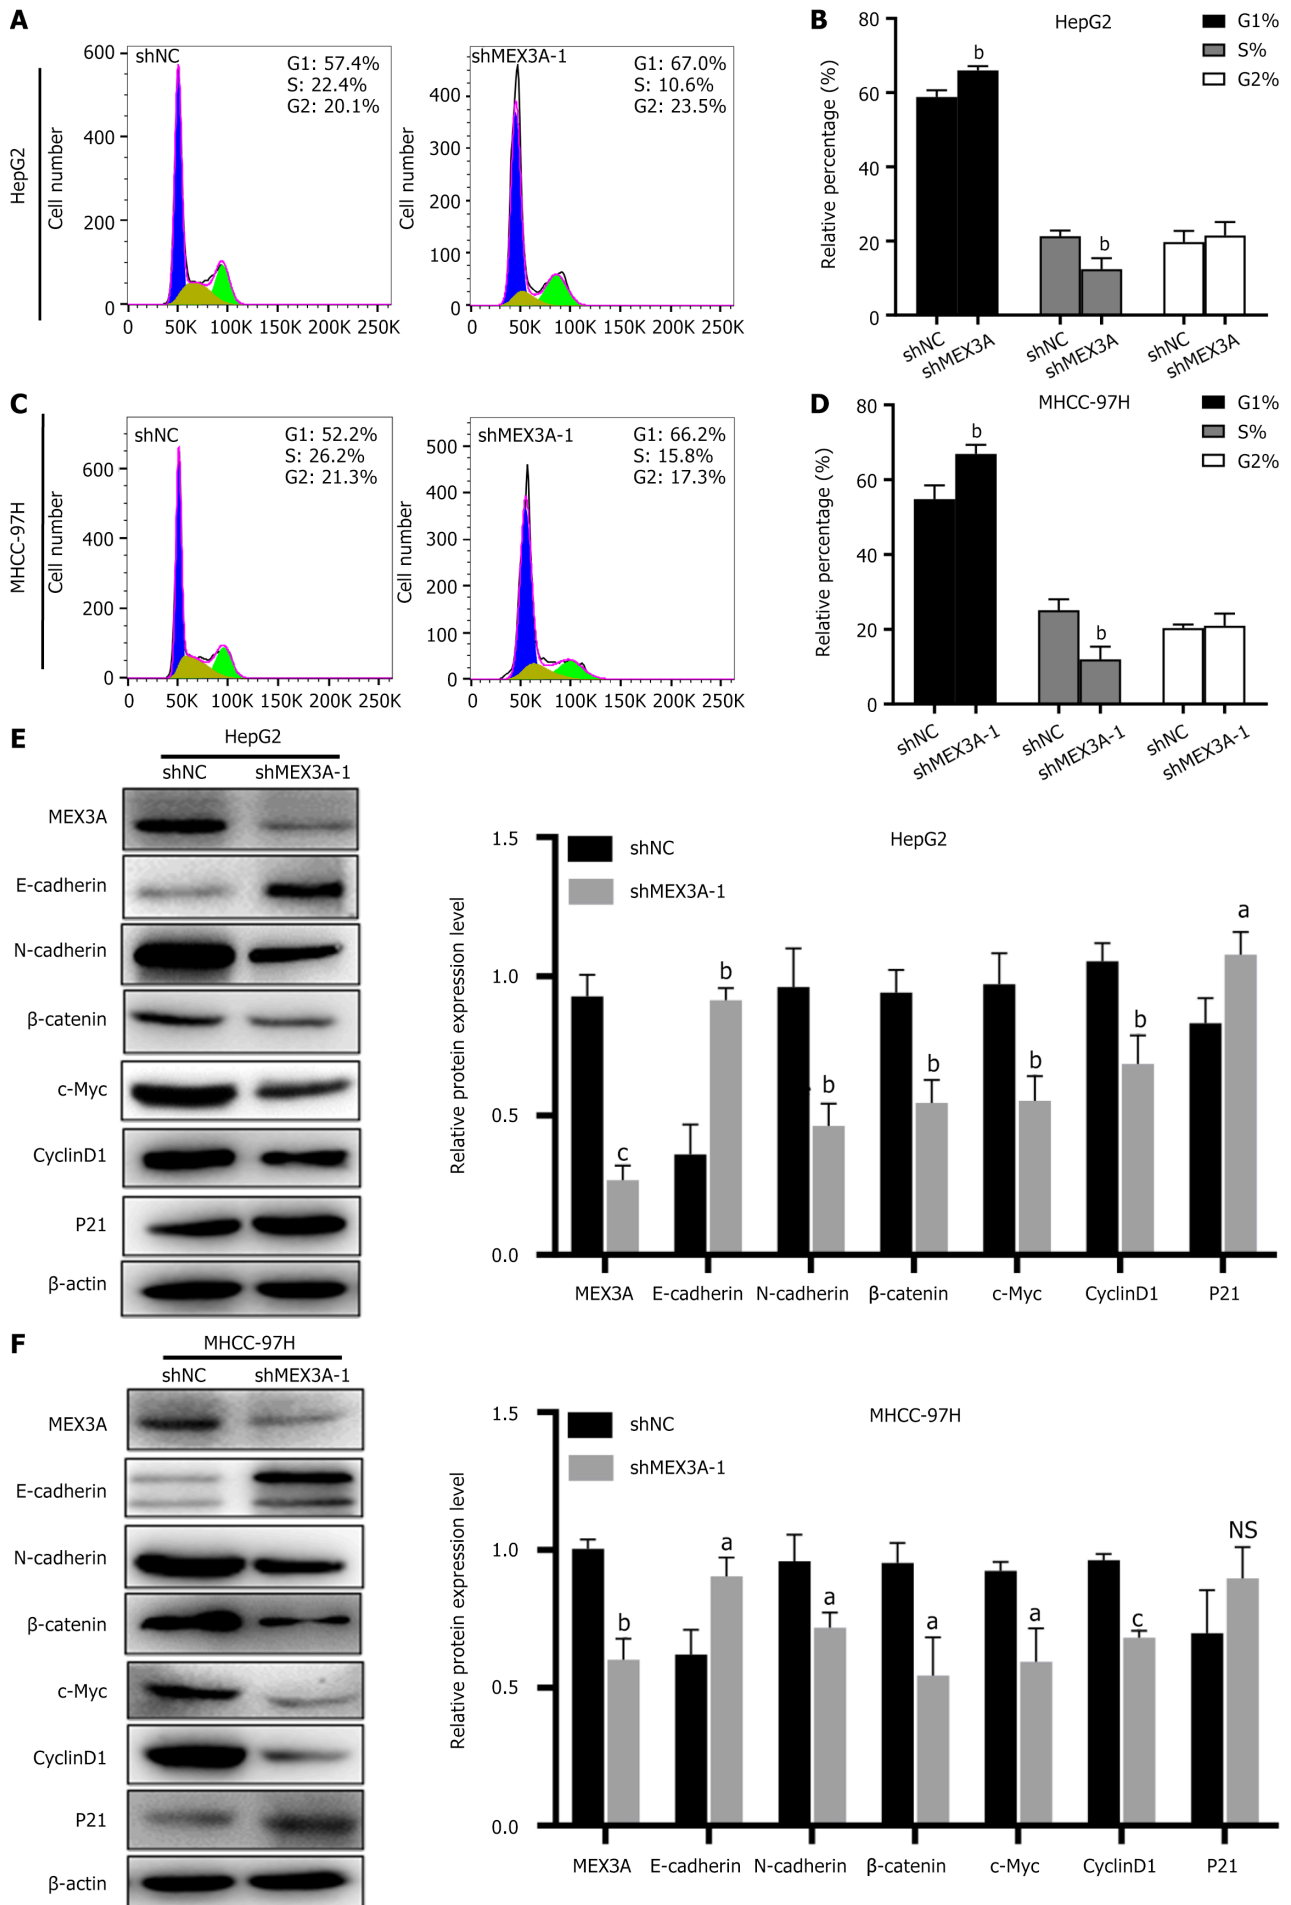 A
HepG2
Cell number
600
400
200
0
shNC
G1: 57.4%
S: 22.4%
G2: 20.1%
0 50K 100K 150K 200K 250K
Cell number
400
300
200
100
0
shMEX3A-1
G1: 67.0%
S: 10.6%
G2: 23.5%
0 50K 100K 150K 200K 250K
B
HepG2
G1%
S%
G2%
Relative percentage (%)
80
60
40
20
0
b
b
shNC shMEX3A shNC shMEX3A shNC shMEX3A
C
MHCC-97H
Cell number
600
400
200
0
shNC
G1: 52.2%
S: 26.2%
G2: 21.3%
0 50K 100K 150K 200K 250K
Cell number
500
400
300
200
100
0
shMEX3A-1
G1: 66.2%
S: 15.8%
G2: 17.3%
0 50K 100K 150K 200K 250K
D
MHCC-97H
G1%
S%
G2%
Relative percentage (%)
80
60
40
20
0
b
b
shNC shMEX3A-1 shNC shMEX3A-1 shNC shMEX3A-1
E
HepG2
shNC shMEX3A-1
MEX3A
E-cadherin
N-cadherin
β-catenin
c-Myc
CyclinD1
P21
β-actin
HepG2
shNC
shMEX3A-1
Relative protein expression level
1.5
1.0
0.5
0.0
c b b b b b a
MEX3A E-cadherin N-cadherin β-catenin c-Myc CyclinD1 P21
F
MHCC-97H
shNC shMEX3A-1
MEX3A
E-cadherin
N-cadherin
β-catenin
c-Myc
CyclinD1
P21
β-actin
MHCC-97H
shNC
shMEX3A-1
Relative protein expression level
1.5
1.0
0.5
0.0
b a a a a c NS
MEX3A E-cadherin N-cadherin β-catenin c-Myc CyclinD1 P21